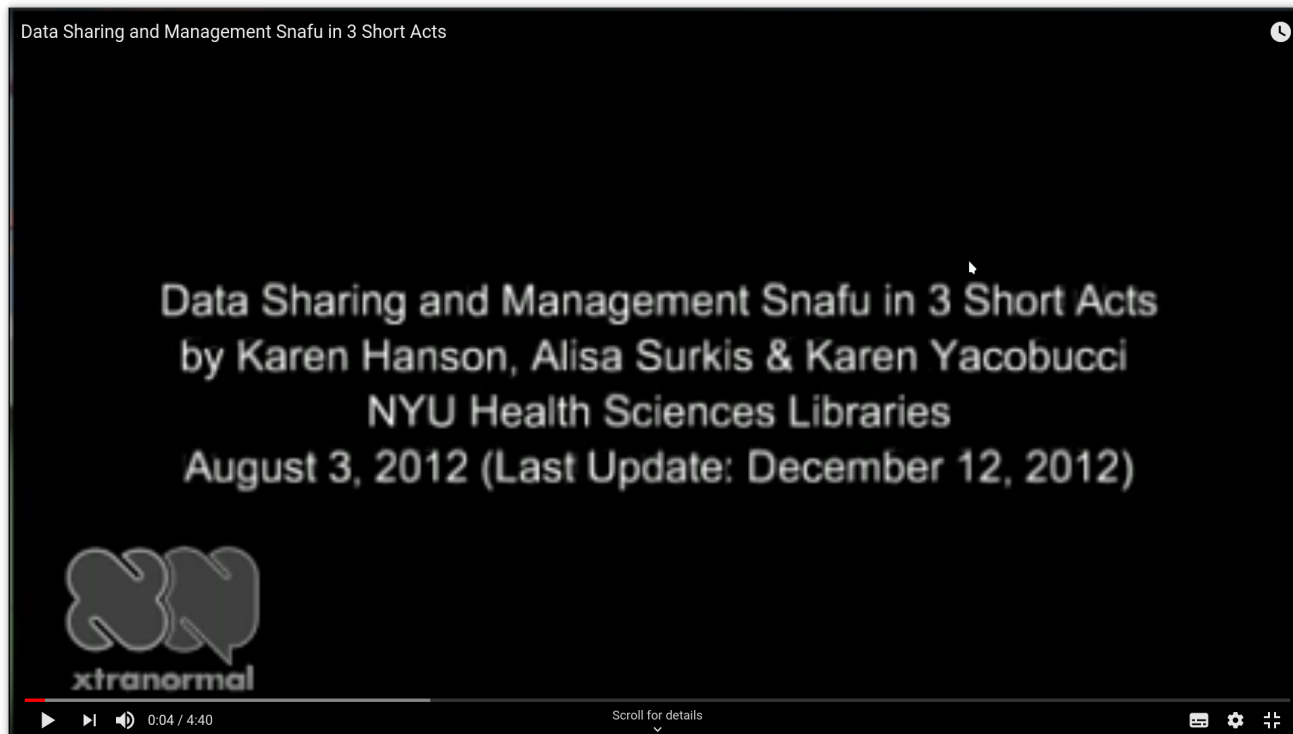 Data Sharing and Management Snafu in 3 Short Acts
Data Sharing and Management Snafu in 3 Short Acts
by Karen Hanson, Alisa Surkis & Karen Yacobucci
NYU Health Sciences Libraries
August 3, 2012 (Last Update: December 12, 2012)
xtranormal
0:04 / 4:40
Scroll for details